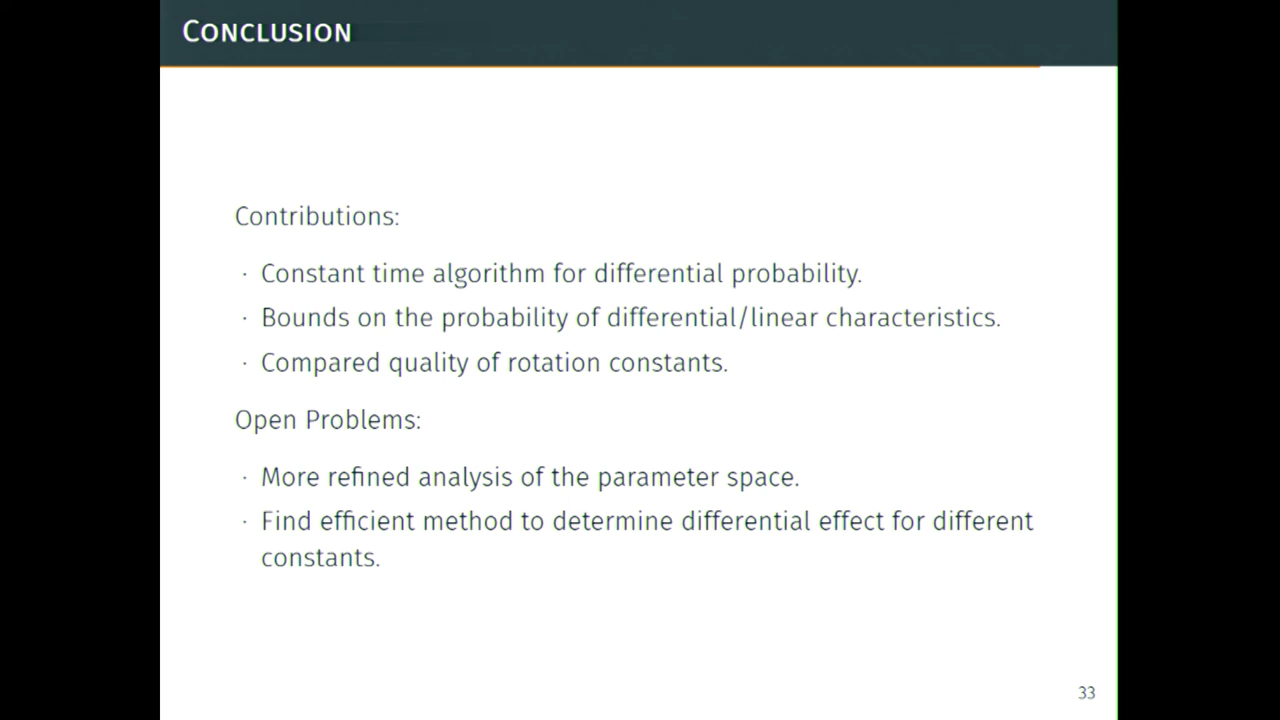 CONCLUSION
Contributions:
· Constant time algorithm for differential probability.
· Bounds on the probability of differential/linear characteristics.
· Compared quality of rotation constants.
Open Problems:
· More refined analysis of the parameter space.
· Find efficient method to determine differential effect for different
constants.
33